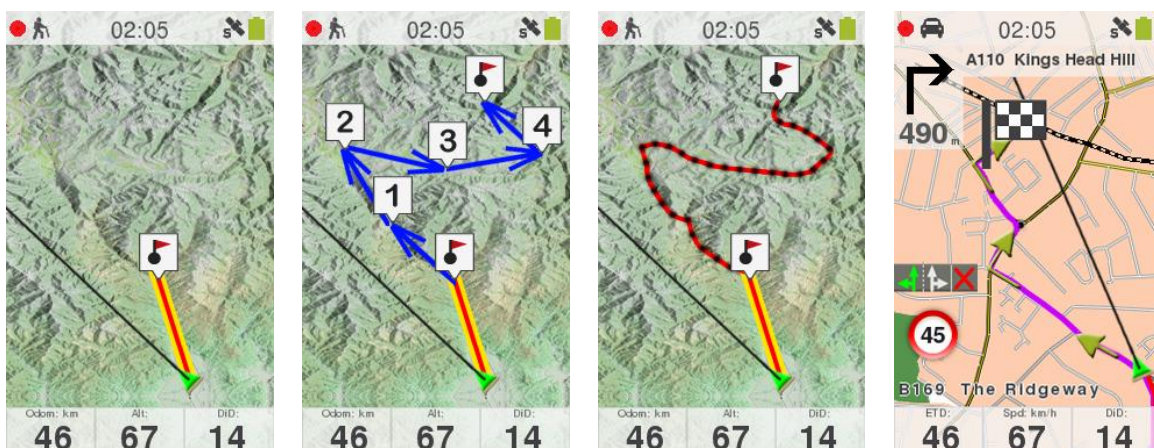 02:05
S
Odom: km Alt: DiD:
46 67 14
02:05
S
4
2
3
1
Odom: km Alt: DiD:
46 67 14
02:05
S
Odom: km Alt: DiD:
46 67 14
02:05
S
A110 Kings Head Hill
490m
45
B169 The Ridgeway
ETD: Spd: km/h DiD:
46 67 14